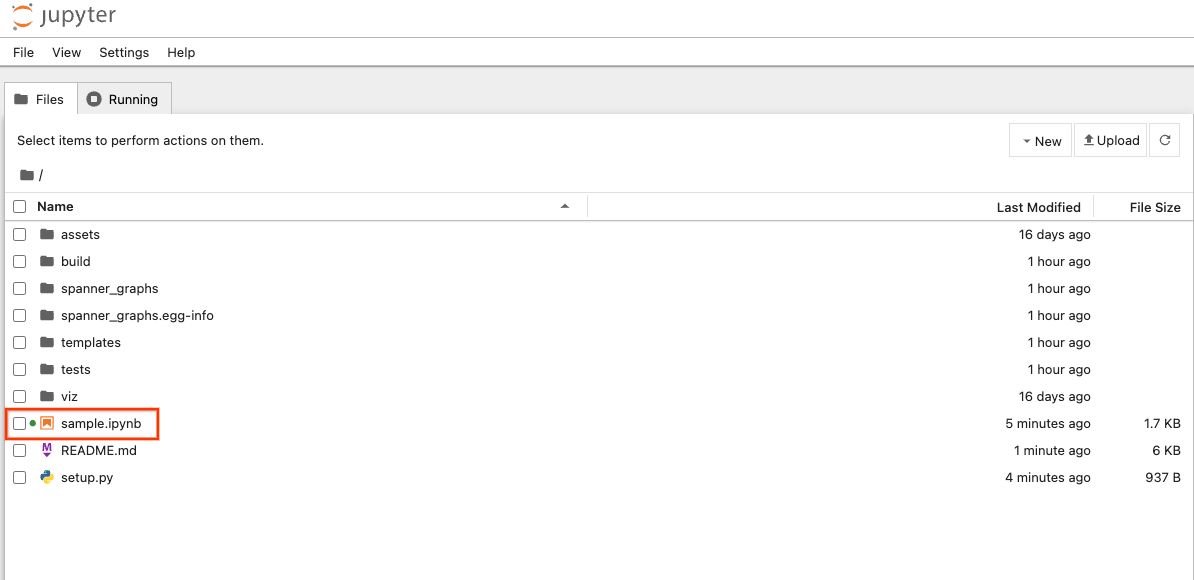 jupyter
File View Settings Help
Files Running
Select items to perform actions on them.
New Upload
/
Name Last Modified File Size
assets 16 days ago
build 1 hour ago
spanner_graphs 1 hour ago
spanner_graphs.egg-info 1 hour ago
templates 1 hour ago
tests 1 hour ago
viz 16 days ago
sample.ipynb 5 minutes ago 1.7 KB
M README.md 1 minute ago 6 KB
setup.py 4 minutes ago 937 B